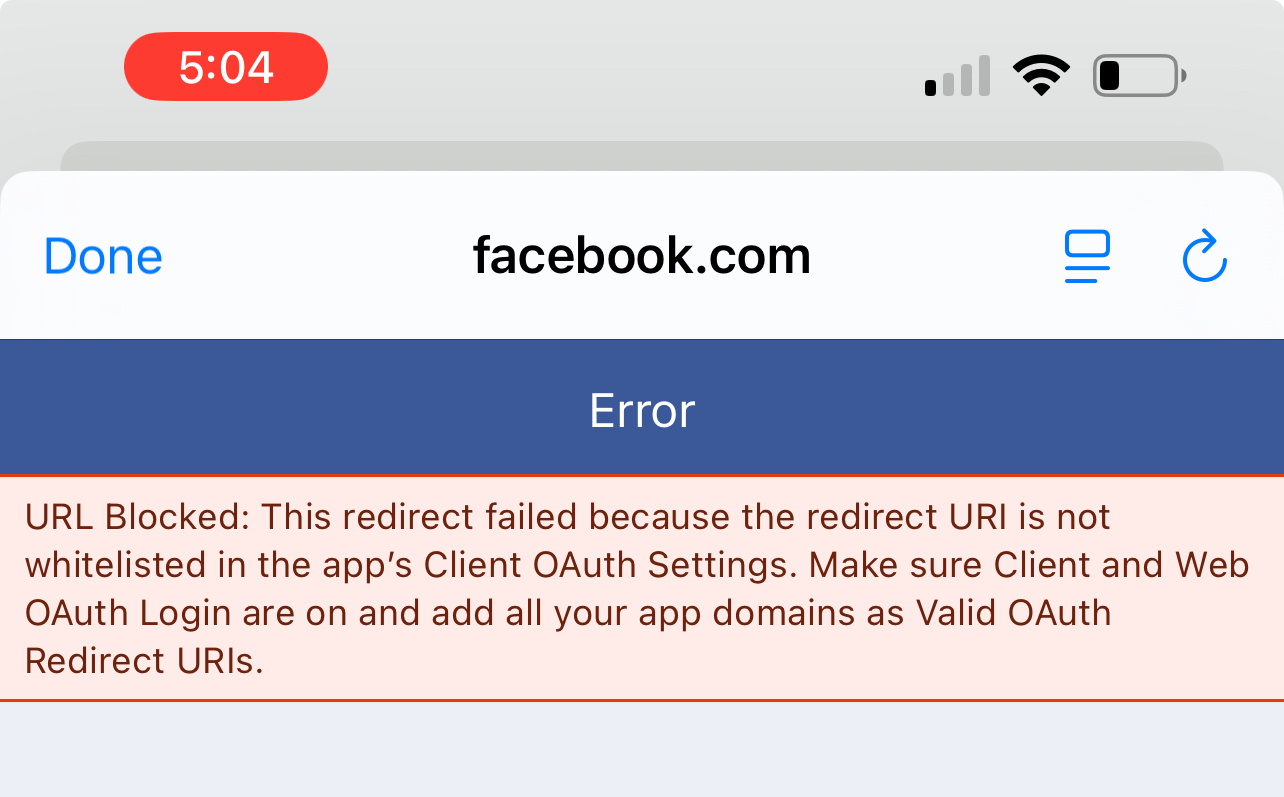 5:04
Done facebook.com
Error
URL Blocked: This redirect failed because the redirect URI is not
whitelisted in the app’s Client OAuth Settings. Make sure Client and Web
OAuth Login are on and add all your app domains as Valid OAuth
Redirect URIs.